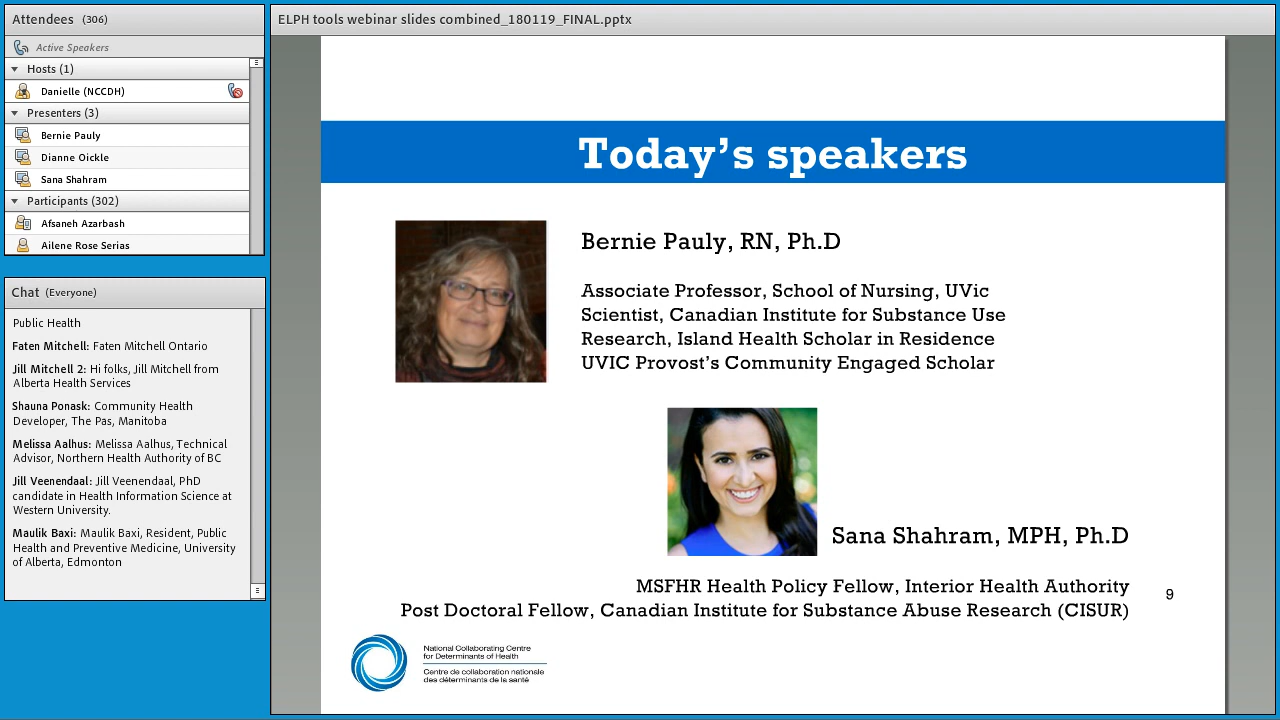 Attendees (306)
Active Speakers
Hosts (1)
Danielle (NCCDH)
Presenters (3)
Bernie Pauly
Dianne Oickle
Sana Shahram
Participants (302)
Afsaneh Azarbash
Ailene Rose Serias
Chat (Everyone)
Public Health
Faten Mitchell: Faten Mitchell Ontario
Jill Mitchell 2: Hi folks, Jill Mitchell from
Alberta Health Services
Shauna Ponask: Community Health
Developer, The Pas, Manitoba
Melissa Aalhus: Melissa Aalhus, Technical
Advisor, Northern Health Authority of BC
Jill Veenendaal: Jill Veenendaal, PhD
candidate in Health Information Science at
Western University.
Maulik Baxi: Maulik Baxi, Resident, Public
Health and Preventive Medicine, University
of Alberta, Edmonton
ELPH tools webinar slides combined_180119_FINAL.pptx
Today's speakers
Bernie Pauly, RN, Ph.D
Associate Professor, School of Nursing, UVic
Scientist, Canadian Institute for Substance Use
Research, Island Health Scholar in Residence
UVIC Provost's Community Engaged Scholar
Sana Shahram, MPH, Ph.D
MSFHR Health Policy Fellow, Interior Health Authority
Post Doctoral Fellow, Canadian Institute for Substance Abuse Research (CISUR)
9
National Collaborating Centre
for Determinants of Health
Centre de collaboration nationale
des déterminants de la santé